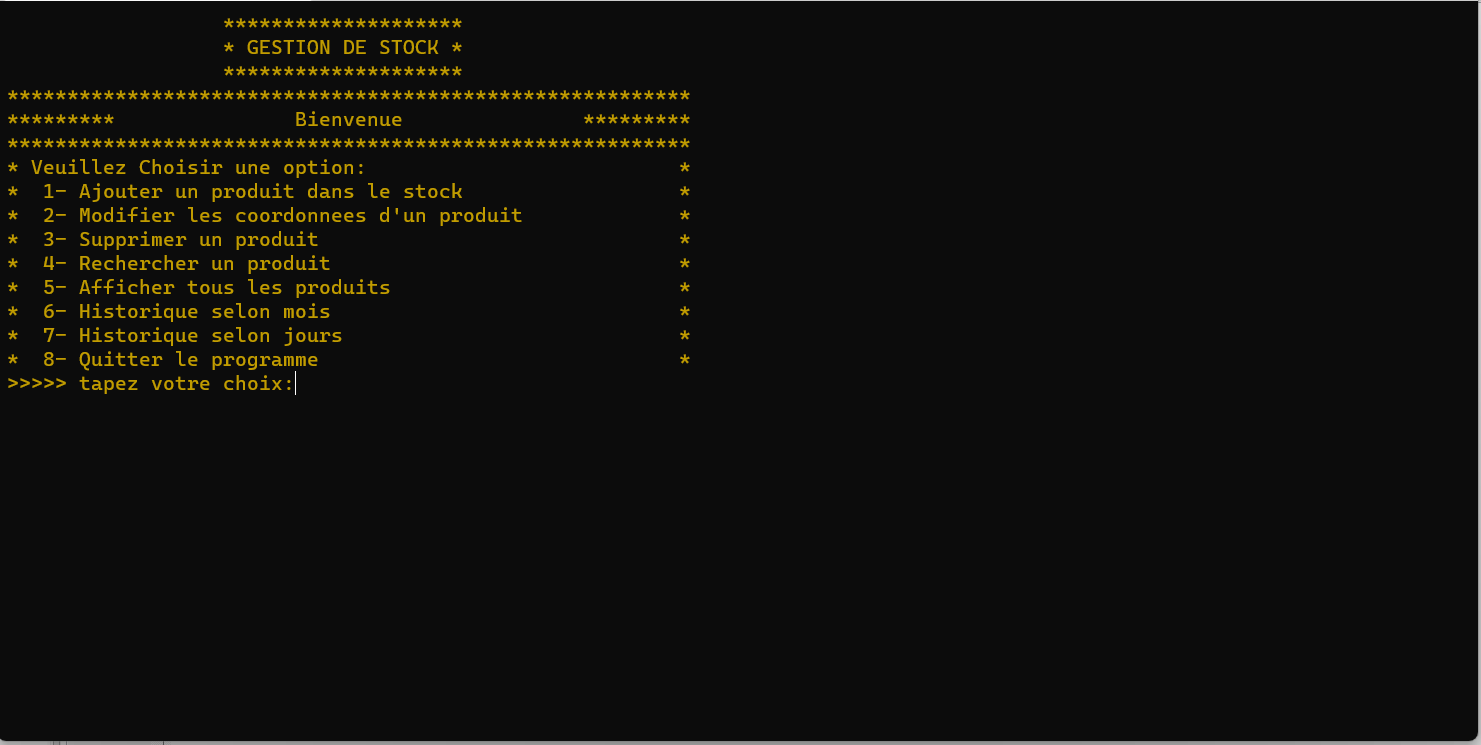 ********************
* GESTION DE STOCK *
********************
*********************************************************
*********               Bienvenue               *********
*********************************************************
* Veuillez Choisir une option:                          *
*  1- Ajouter un produit dans le stock                  *
*  2- Modifier les coordonnees d'un produit             *
*  3- Supprimer un produit                              *
*  4- Rechercher un produit                             *
*  5- Afficher tous les produits                        *
*  6- Historique selon mois                             *
*  7- Historique selon jours                            *
*  8- Quitter le programme                              *
>>>>> tapez votre choix: